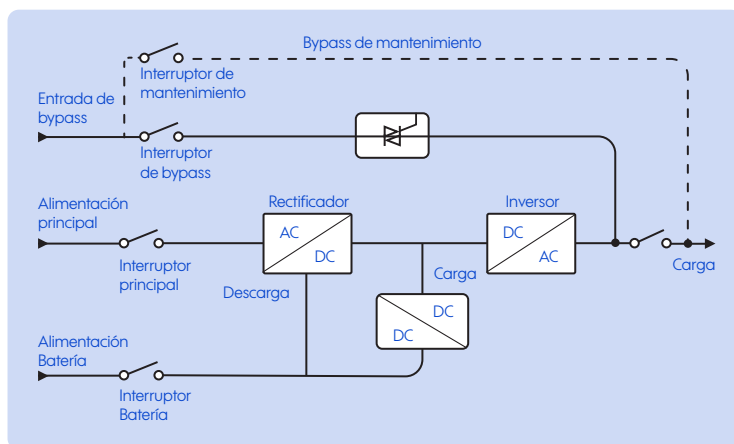 Bypass de mantenimiento
Interruptor de
mantenimiento
Entrada de
bypass
Interruptor
de bypass
Alimentación
principal
Rectificador
Inversor
AC
DC
DC
AC
Interruptor
principal
Descarga
Carga
Carga
DC
DC
Alimentación
Batería
Interruptor
Batería